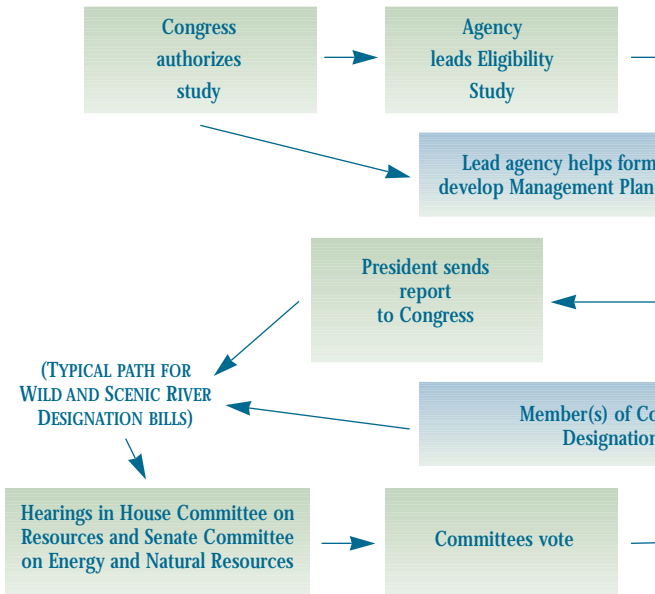 Congress
authorizes
study
Agency
leads Eligibility
Study
Lead agency helps form
develop Management Plan
President sends
report
to Congress
(TYPICAL PATH FOR
WILD AND SCENIC RIVER
DESIGNATION BILLS)
Member(s) of Co
Designation
Hearings in House Committee on
Resources and Senate Committee
on Energy and Natural Resources
Committees vote